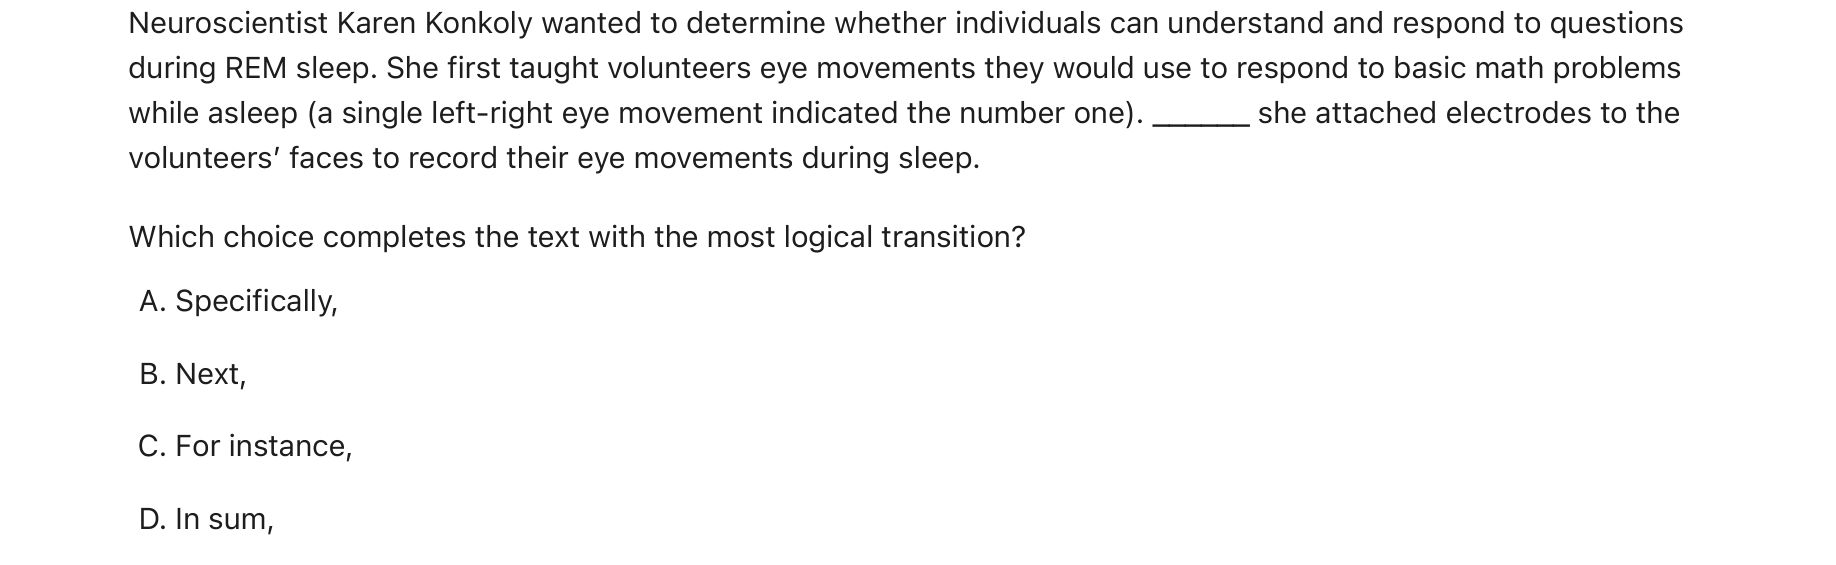 Neuroscientist Karen Konkoly wanted to determine whether individuals can understand and respond to questions
during REM sleep. She first taught volunteers eye movements they would use to respond to basic math problems
while asleep (a single left-right eye movement indicated the number one). ______ she attached electrodes to the
volunteers’ faces to record their eye movements during sleep.
Which choice completes the text with the most logical transition?
A. Specifically,
B. Next,
C. For instance,
D. In sum,